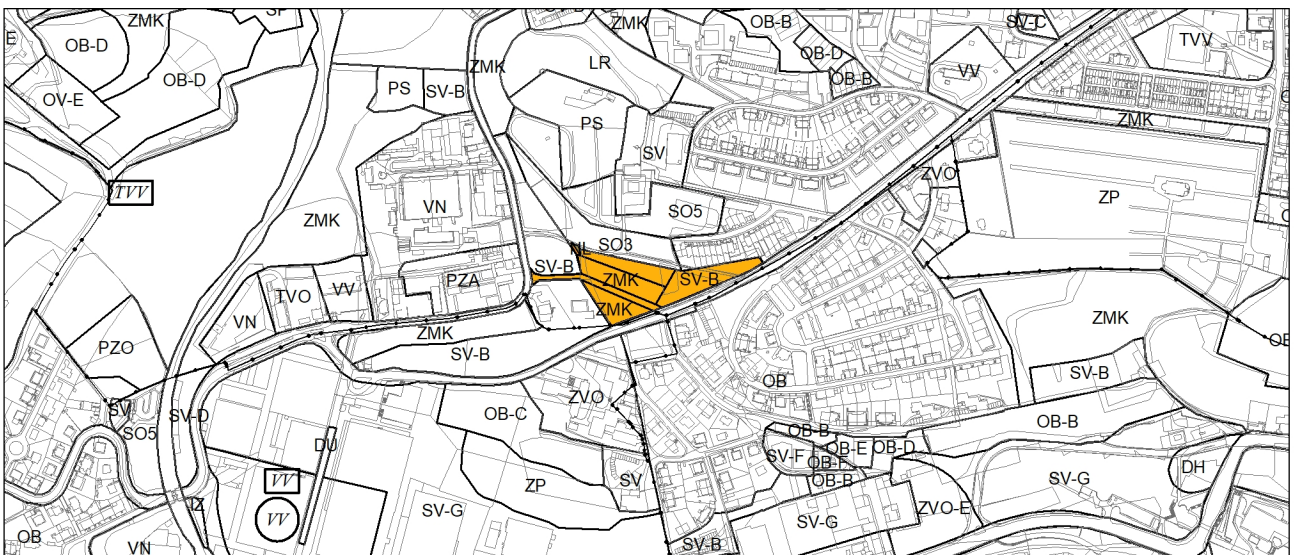 ZMK
SP
OB-D
E
OB-D
OV-E
PS
SV-B
ZMK
OB-B
ZMK
LR
OB-B
OB-D
OB-B
SV-C
VV
TVV
ZMK
PS
SV
TVV
ZMK
VN
SO5
ZVO
ZP
SO3
NL
SV-B
ZMK
SV-B
PZA
TVO
VV
VN
ZMK
ZMK
SV-B
PZO
ZMK
OB
SV-B
SV
SO5
SV-D
OB-C
ZVO
OB-B
OB-B
DU
SV-F
OB-E
OB-D
OB-F
OB-B
VV
ZP
SV
SV-G
DH
IZ
VV
SV-G
SV-G
ZVO-E
OB
VN
SV-B